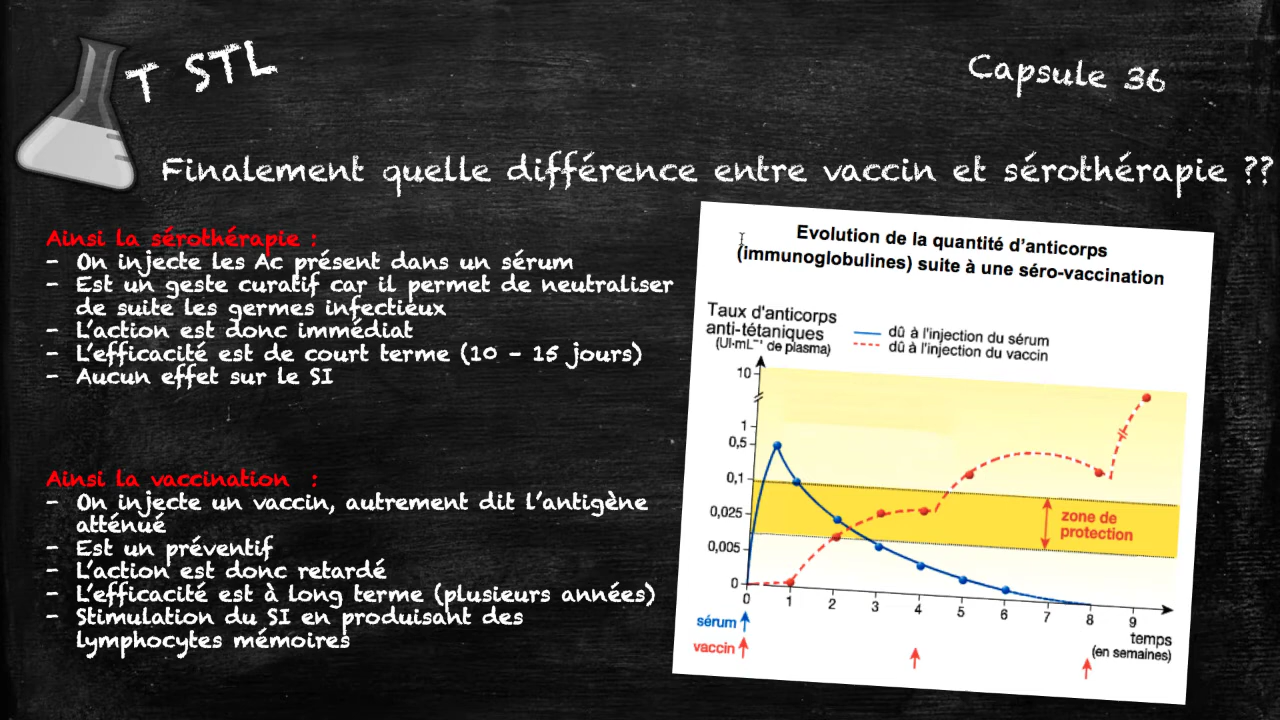 T STL
Capsule 36
Finalement quelle différence entre vaccin et sérothérapie ??
Ainsi la sérothérapie :
- On injecte les Ac présent dans un sérum
- Est un geste curatif car il permet de neutraliser
de suite les germes infectieux
- L'action est donc immédiat
- L'efficacité est de court terme (10 - 15 jours)
- Aucun effet sur le SI
Ainsi la vaccination :
- On injecte un vaccin, autrement dit l'antigène
atténué
- Est un préventif
- L'action est donc retardé
- L'efficacité est à long terme (plusieurs années)
- Stimulation du SI en produisant des
lymphocytes mémoires
Evolution de la quantité d'anticorps
(immunoglobulines) suite à une séro-vaccination
Taux d'anticorps
anti-tétaniques
(UI·mL⁻¹ de plasma)
dû à l'injection du sérum
dû à l'injection du vaccin
10
1
0,5
0,1
0,025
0,005
0
zone de
protection
0 1 2 3 4 5 6 7 8 9
temps
(en semaines)
sérum
vaccin